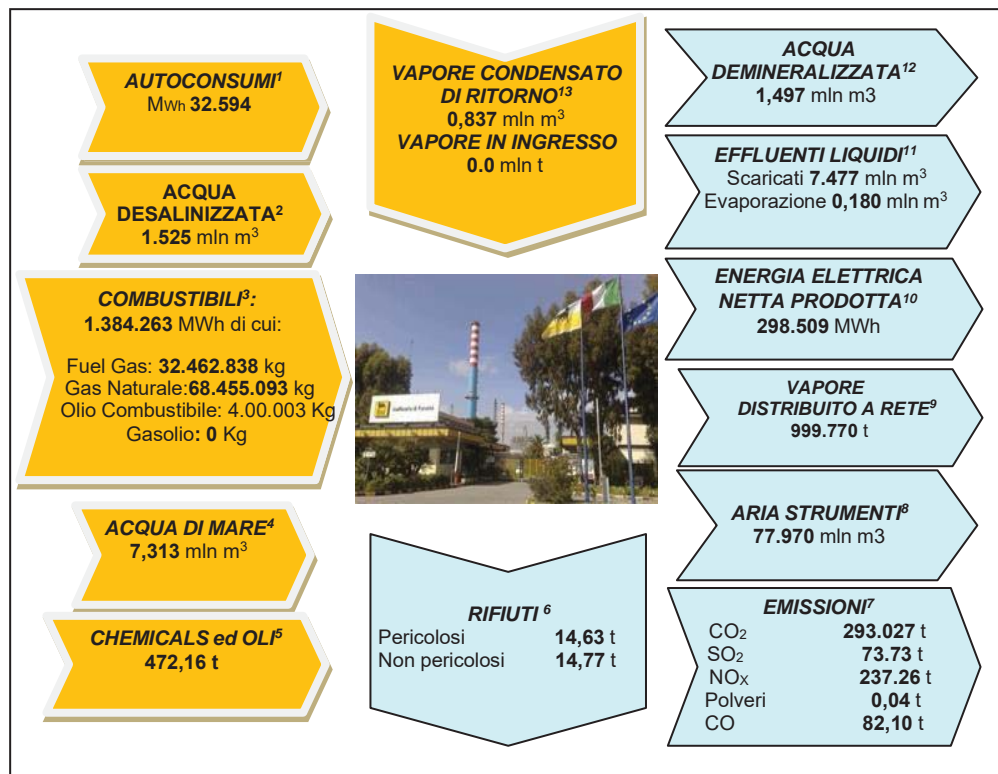 AUTOCONSUMI¹
MWh 32.594
ACQUA
DESALINIZZATA²
1.525 mln m³
COMBUSTIBILI³:
1.384.263 MWh di cui:
Fuel Gas: 32.462.838 kg
Gas Naturale:68.455.093 kg
Olio Combustibile: 4.00.003 Kg
Gasolio: 0 Kg
ACQUA DI MARE⁴
7,313 mln m³
CHEMICALS ed OLI⁵
472,16 t
VAPORE CONDENSATO
DI RITORNO¹³
0,837 mln m³
VAPORE IN INGRESSO
0.0 mln t
RIFIUTI ⁶
Pericolosi 14,63 t
Non pericolosi 14,77 t
ACQUA
DEMINERALIZZATA¹²
1,497 mln m3
EFFLUENTI LIQUIDI¹¹
Scaricati 7.477 mln m³
Evaporazione 0,180 mln m³
ENERGIA ELETTRICA
NETTA PRODOTTA¹⁰
298.509 MWh
VAPORE
DISTRIBUITO A RETE⁹
999.770 t
ARIA STRUMENTI⁸
77.970 mln m3
EMISSIONI⁷
CO₂ 293.027 t
SO₂ 73.73 t
NOx 237.26 t
Polveri 0,04 t
CO 82,10 t